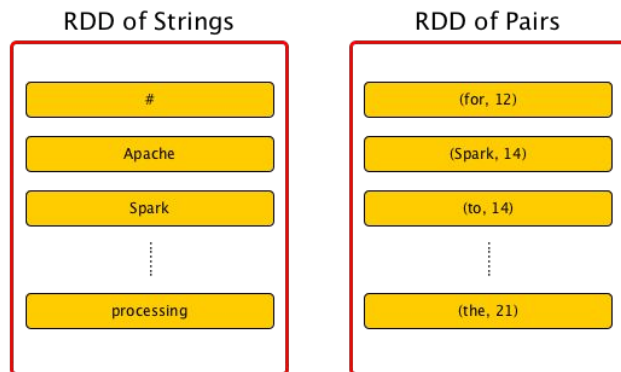 RDD of Strings
#
Apache
Spark
processing
RDD of Pairs
(for, 12)
(Spark, 14)
(to, 14)
(the, 21)